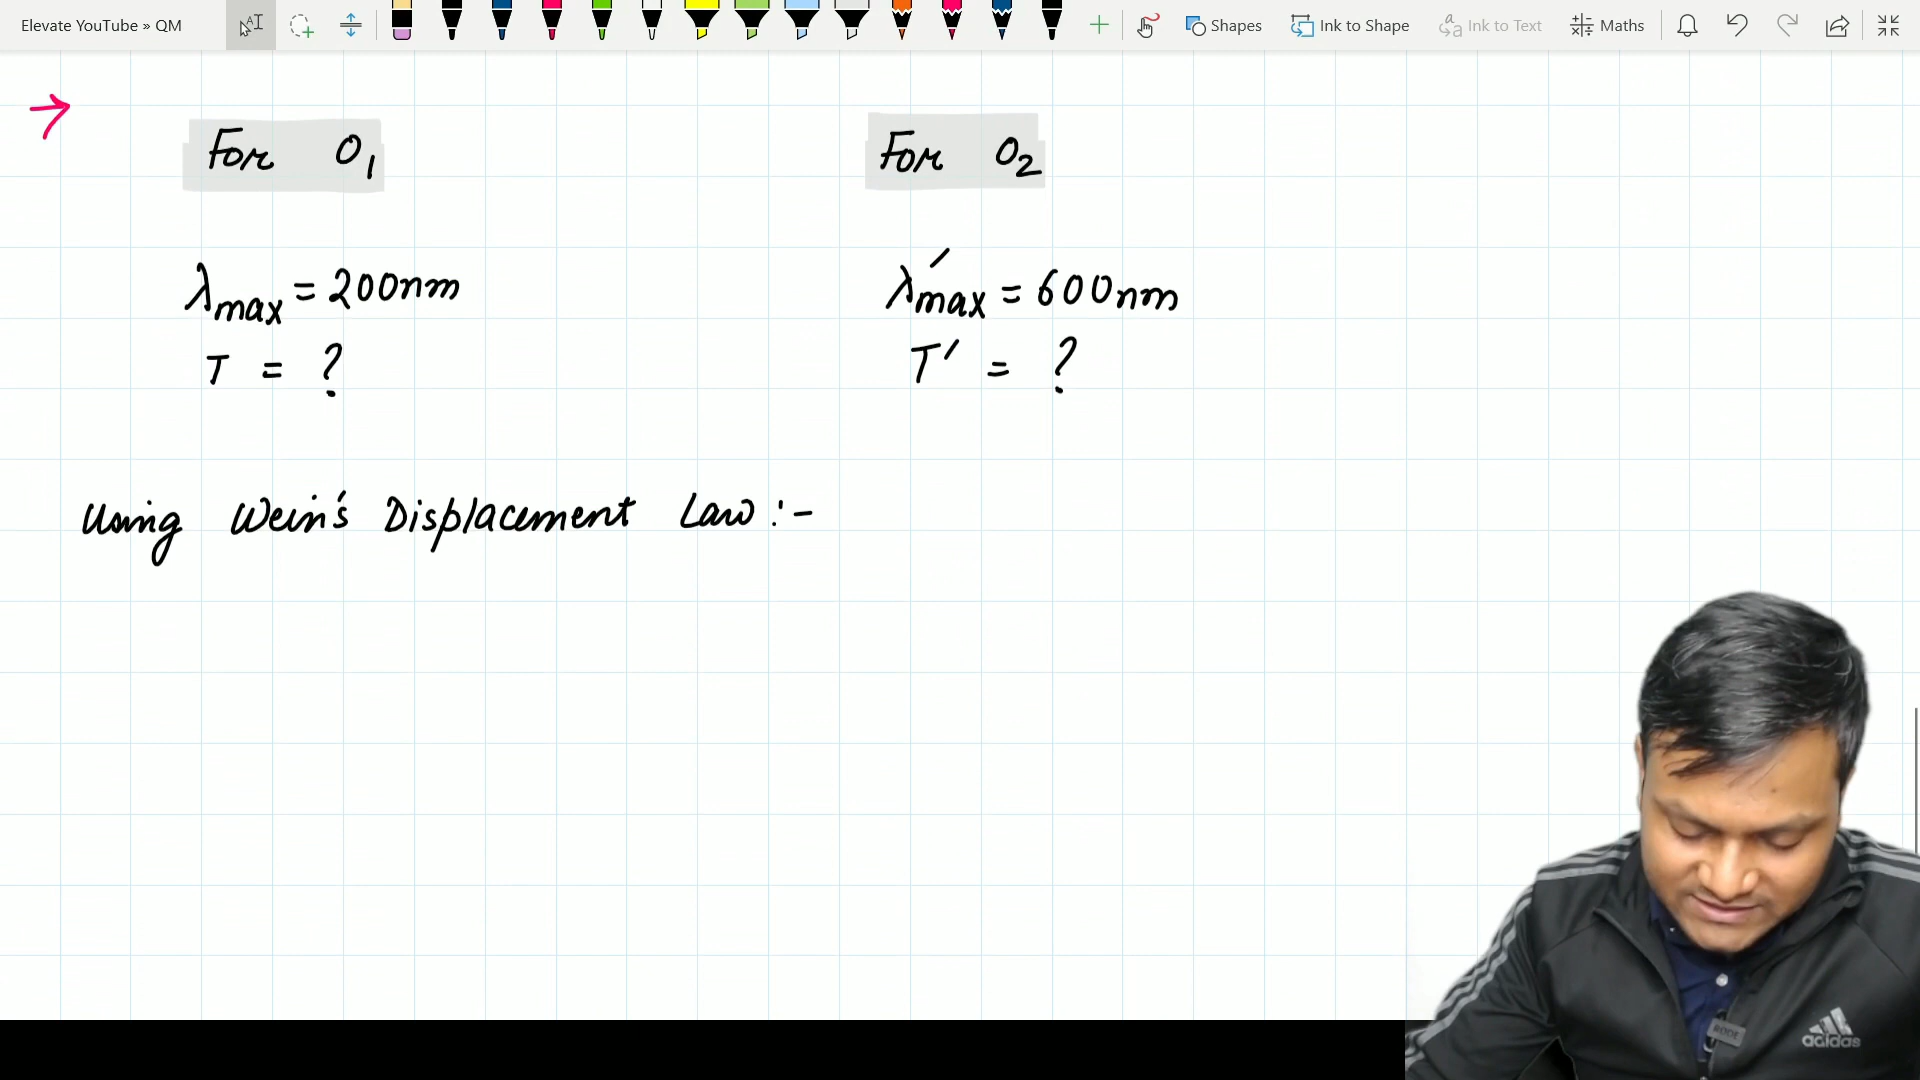 Elevate YouTube » QM
Shapes Ink to Shape Ink to Text Maths
For O₁ For O₂
λmax = 200nm λ′max = 600nm
T = ? T′ = ?
Using Wein's Displacement Law :-
RODE
adidas